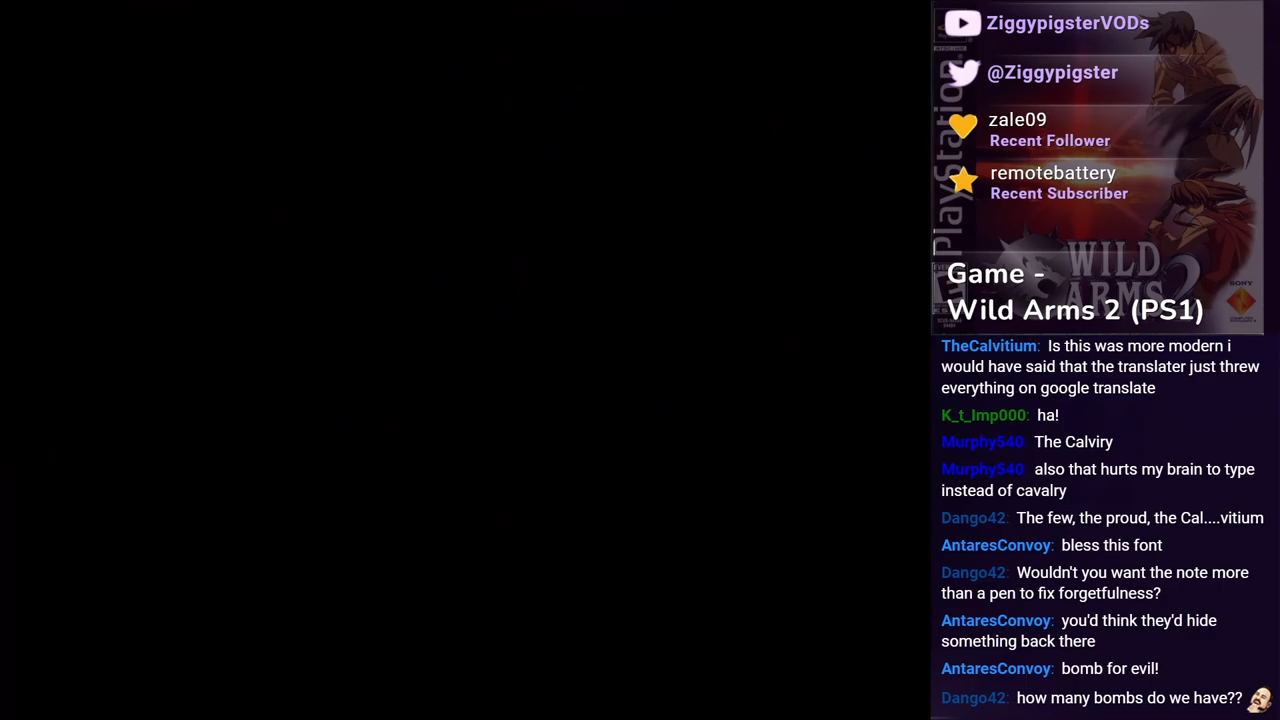 ZiggypigsterVODs
@Ziggypigster
zale09
Recent Follower
remotebattery
Recent Subscriber
PlayStation
WILD
ARMS 2
SONY
Game -
Wild Arms 2 (PS1)
TheCalvitium: Is this was more modern i
would have said that the translater just threw
everything on google translate
K_t_Imp000: ha!
Murphy540: The Calviry
Murphy540: also that hurts my brain to type
instead of cavalry
Dango42: The few, the proud, the Cal....vitium
AntaresConvoy: bless this font
Dango42: Wouldn't you want the note more
than a pen to fix forgetfulness?
AntaresConvoy: you'd think they'd hide
something back there
AntaresConvoy: bomb for evil!
Dango42: how many bombs do we have??